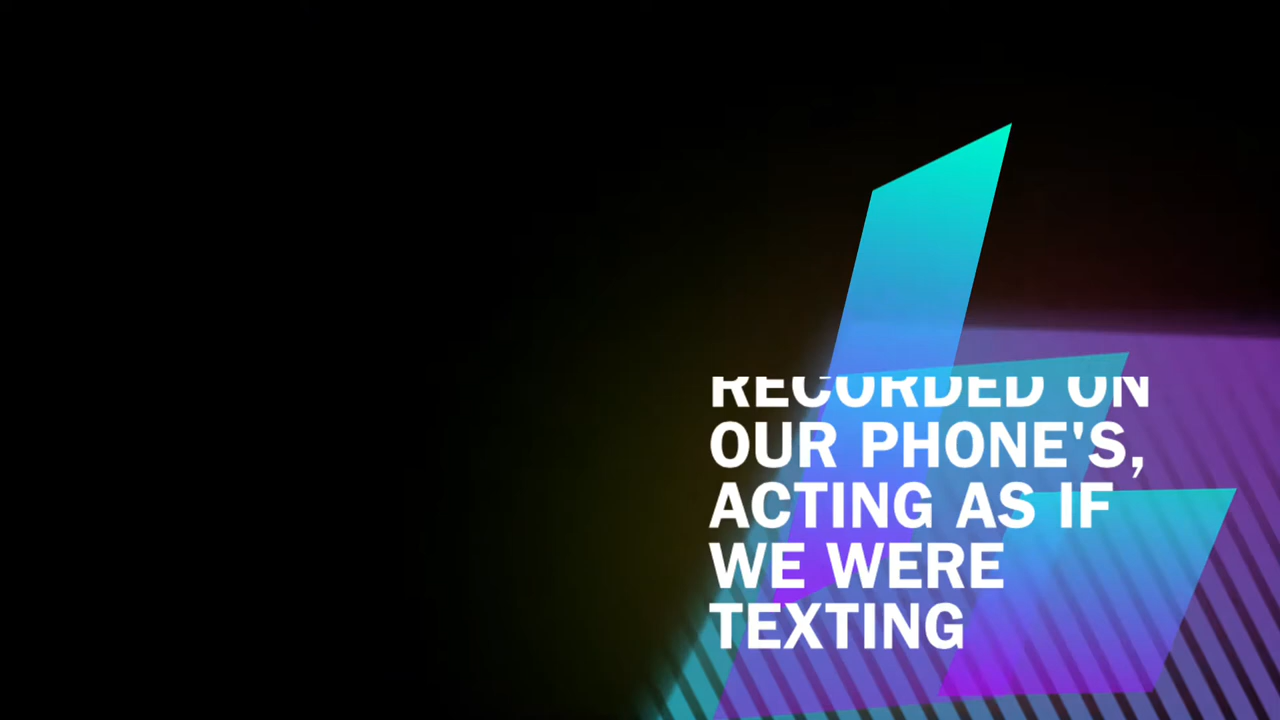 RECORDED ON
OUR PHONE'S,
ACTING AS IF
WE WERE
TEXTING